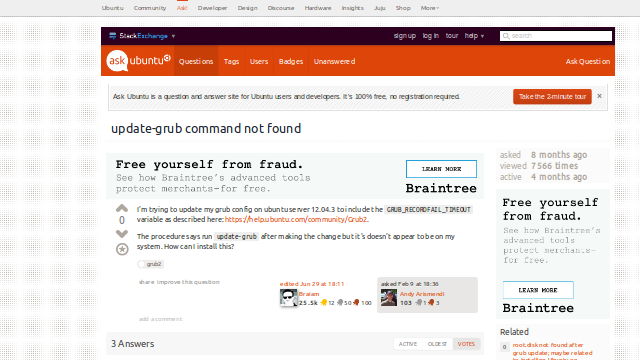 Ubuntu Community Ask! Developer Design Discourse Hardware Insights Juju Shop More
StackExchange sign up log in tour help search
ask ubuntu Questions Tags Users Badges Unanswered Ask Question
Ask Ubuntu is a question and answer site for Ubuntu users and developers. It's 100% free, no registration required. Take the 2-minute tour ×
update-grub command not found
asked 8 months ago
viewed 7566 times
active 4 months ago
Free yourself from fraud.
See how Braintree's advanced tools
protect merchants—for free.
LEARN MORE
Braintree
0
I'm trying to update my grub config on ubuntu server 12.04.3 to include the GRUB_RECORDFAIL_TIMEOUT
variable as described here: https://help.ubuntu.com/community/Grub2.
The procedure says run update-grub after making the change but it's doesn't appear to be on my
system. How can I install this?
grub2
share improve this question
edited Jun 29 at 18:11
Braiam
25.5k 12 50 100
asked Feb 9 at 18:36
Andy Arismendi
103 1 3
add a comment
3 Answers ACTIVE OLDEST VOTES
Free yourself
from fraud.
See how Braintree's
advanced tools
protect merchants—
for free.
LEARN MORE
Braintree
Related
0 root.disk not found after
grub update; maybe related